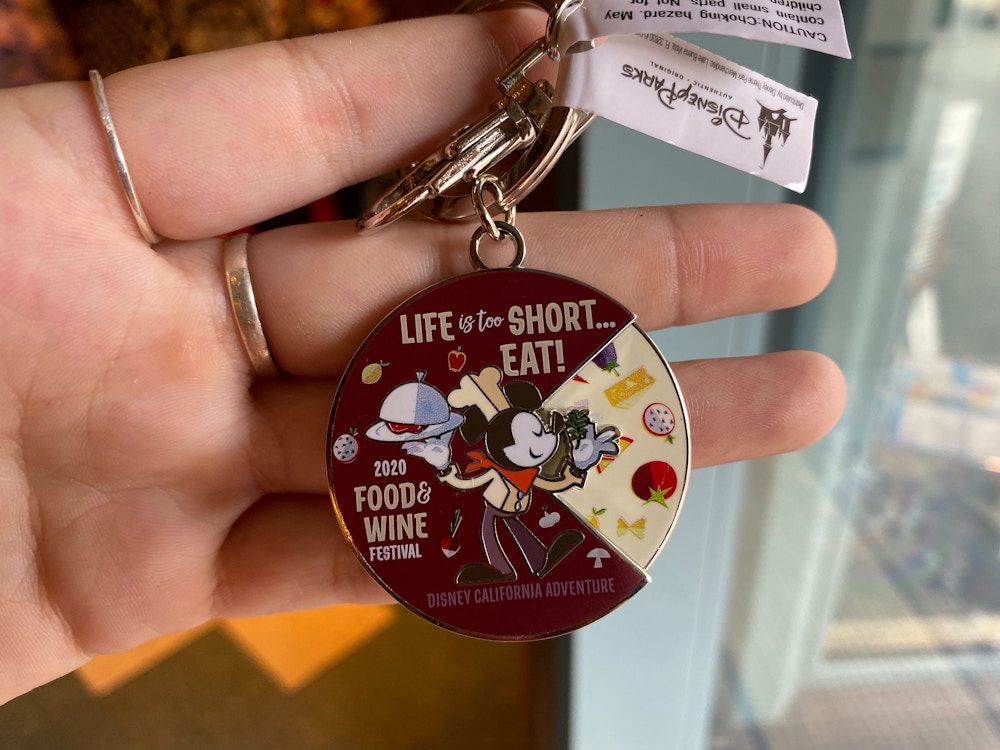 CAUTION:Choking hazard. May
contain small parts. Not for
children
DISNEYPARKS
AUTHENTIC • ORIGINAL
LIFE is too SHORT...
EAT!
2020
FOOD &
WINE
FESTIVAL
DISNEY CALIFORNIA ADVENTURE